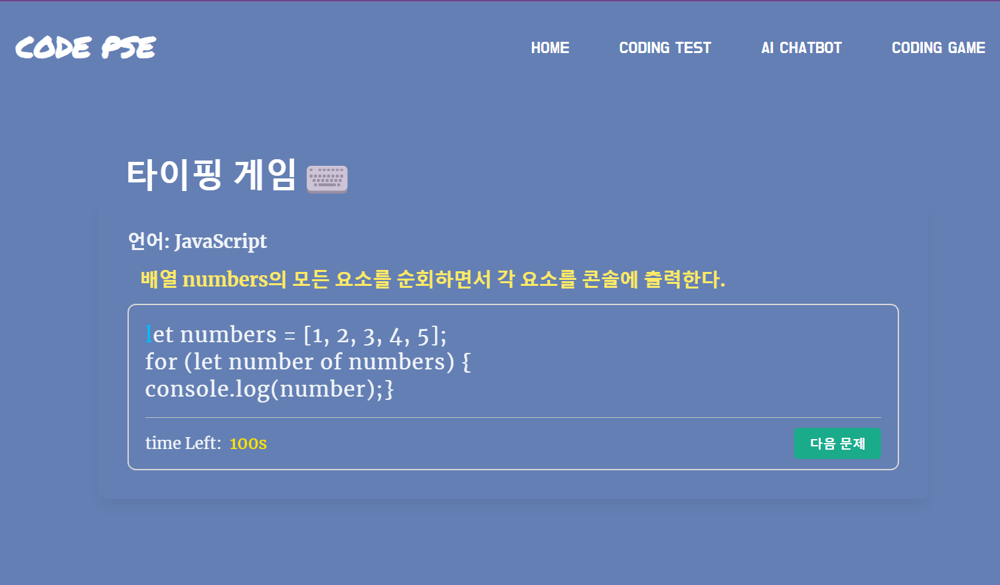 CODE PSE
HOME CODING TEST AI CHATBOT CODING GAME
타이핑 게임
언어: JavaScript
배열 numbers의 모든 요소를 순회하면서 각 요소를 콘솔에 출력한다.
let numbers = [1, 2, 3, 4, 5];
for (let number of numbers) {
console.log(number);}
time Left: 100s
다음 문제